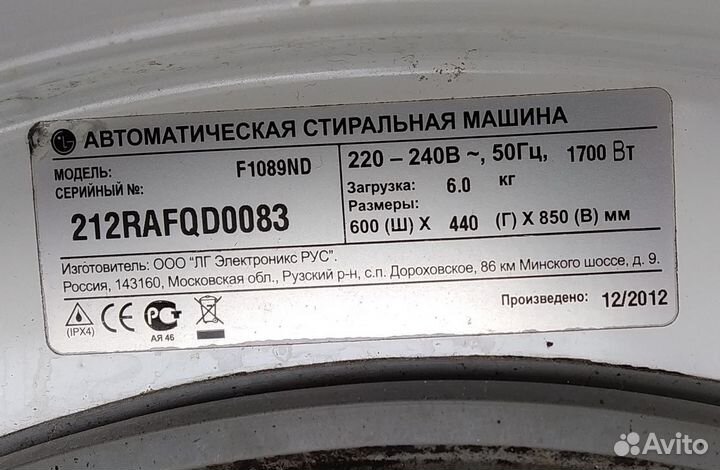 LG АВТОМАТИЧЕСКАЯ СТИРАЛЬНАЯ МАШИНА
МОДЕЛЬ: F1089ND
СЕРИЙНЫЙ №:
212RAFQD0083
220 – 240В ~, 50Гц, 1700 Вт
Загрузка: 6.0 кг
Размеры:
600 (Ш) X 440 (Г) X 850 (В) мм
Изготовитель: ООО "ЛГ Электроникс РУС".
Россия, 143160, Московская обл., Рузский р-н, с.п. Дороховское, 86 км Минского шоссе, д. 9.
Произведено: 12/2012
(IPX4) CE РСТ
АЯ 46
Avito